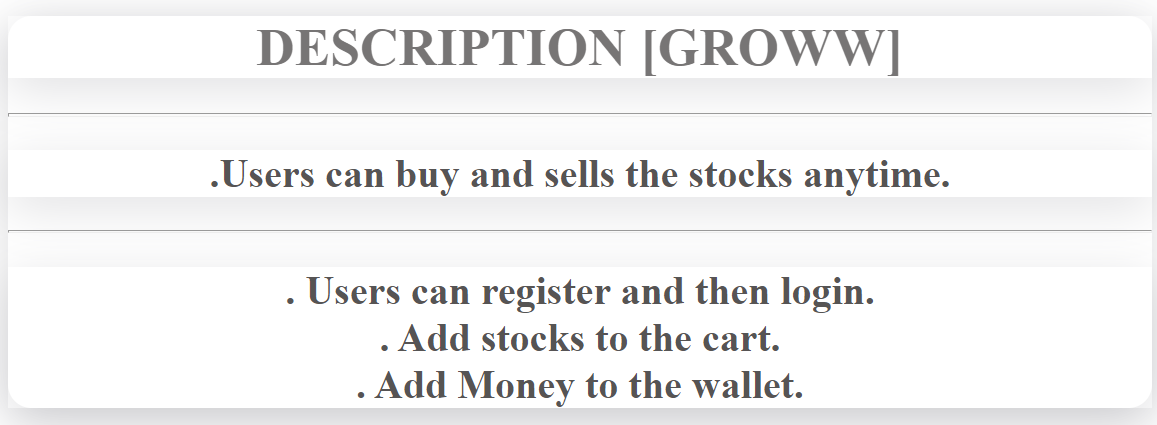 DESCRIPTION [GROWW]
.Users can buy and sells the stocks anytime.
. Users can register and then login.
. Add stocks to the cart.
. Add Money to the wallet.